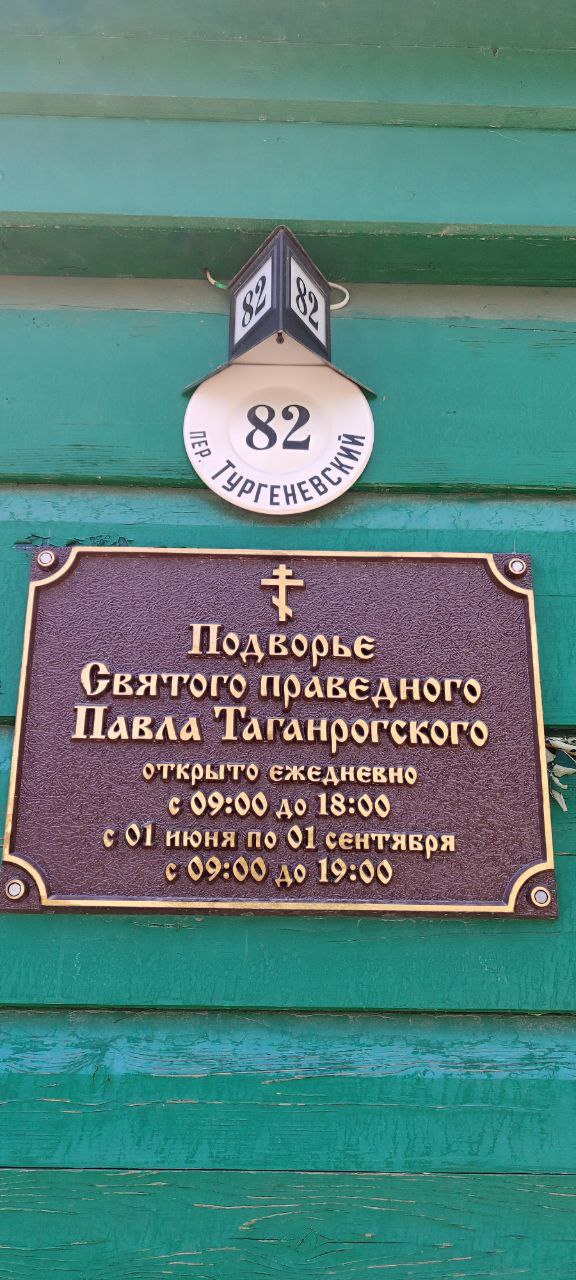 82 82
82
пер. Тургеневский
Подворье
Святого праведного
Павла Таганрогского
открыто ежедневно
с 09:00 до 18:00
с 01 июня по 01 сентября
с 09:00 до 19:00